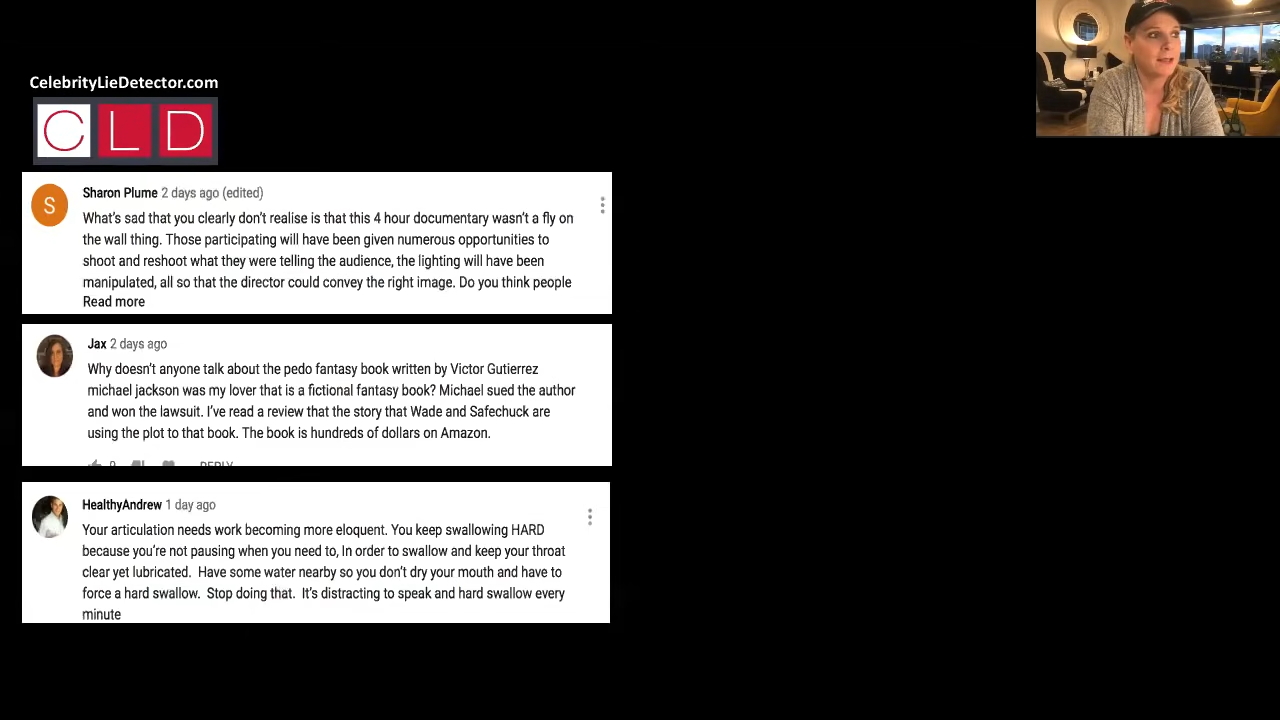 CelebrityLieDetector.com
C L D
S
Sharon Plume 2 days ago (edited)
What's sad that you clearly don't realise is that this 4 hour documentary wasn't a fly on
the wall thing. Those participating will have been given numerous opportunities to
shoot and reshoot what they were telling the audience, the lighting will have been
manipulated, all so that the director could convey the right image. Do you think people
Read more
Jax 2 days ago
Why doesn't anyone talk about the pedo fantasy book written by Victor Gutierrez
michael jackson was my lover that is a fictional fantasy book? Michael sued the author
and won the lawsuit. I've read a review that the story that Wade and Safechuck are
using the plot to that book. The book is hundreds of dollars on Amazon.
REPLY
HealthyAndrew 1 day ago
Your articulation needs work becoming more eloquent. You keep swallowing HARD
because you're not pausing when you need to, In order to swallow and keep your throat
clear yet lubricated. Have some water nearby so you don't dry your mouth and have to
force a hard swallow. Stop doing that. It's distracting to speak and hard swallow every
minute